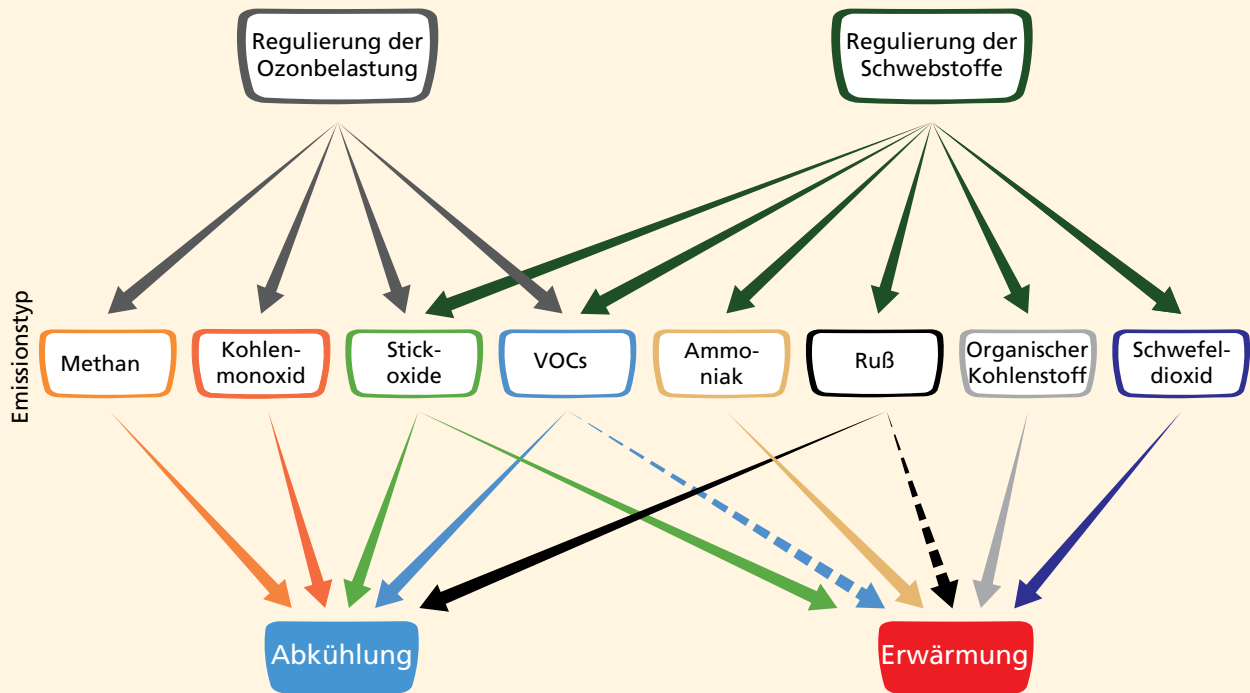 Regulierung der
Ozonbelastung
Regulierung der
Schwebstoffe
Emissionstyp
Methan
Kohlen-
monoxid
Stick-
oxide
VOCs
Ammo-
niak
Ruß
Organischer
Kohlenstoff
Schwefel-
dioxid
Abkühlung
Erwärmung